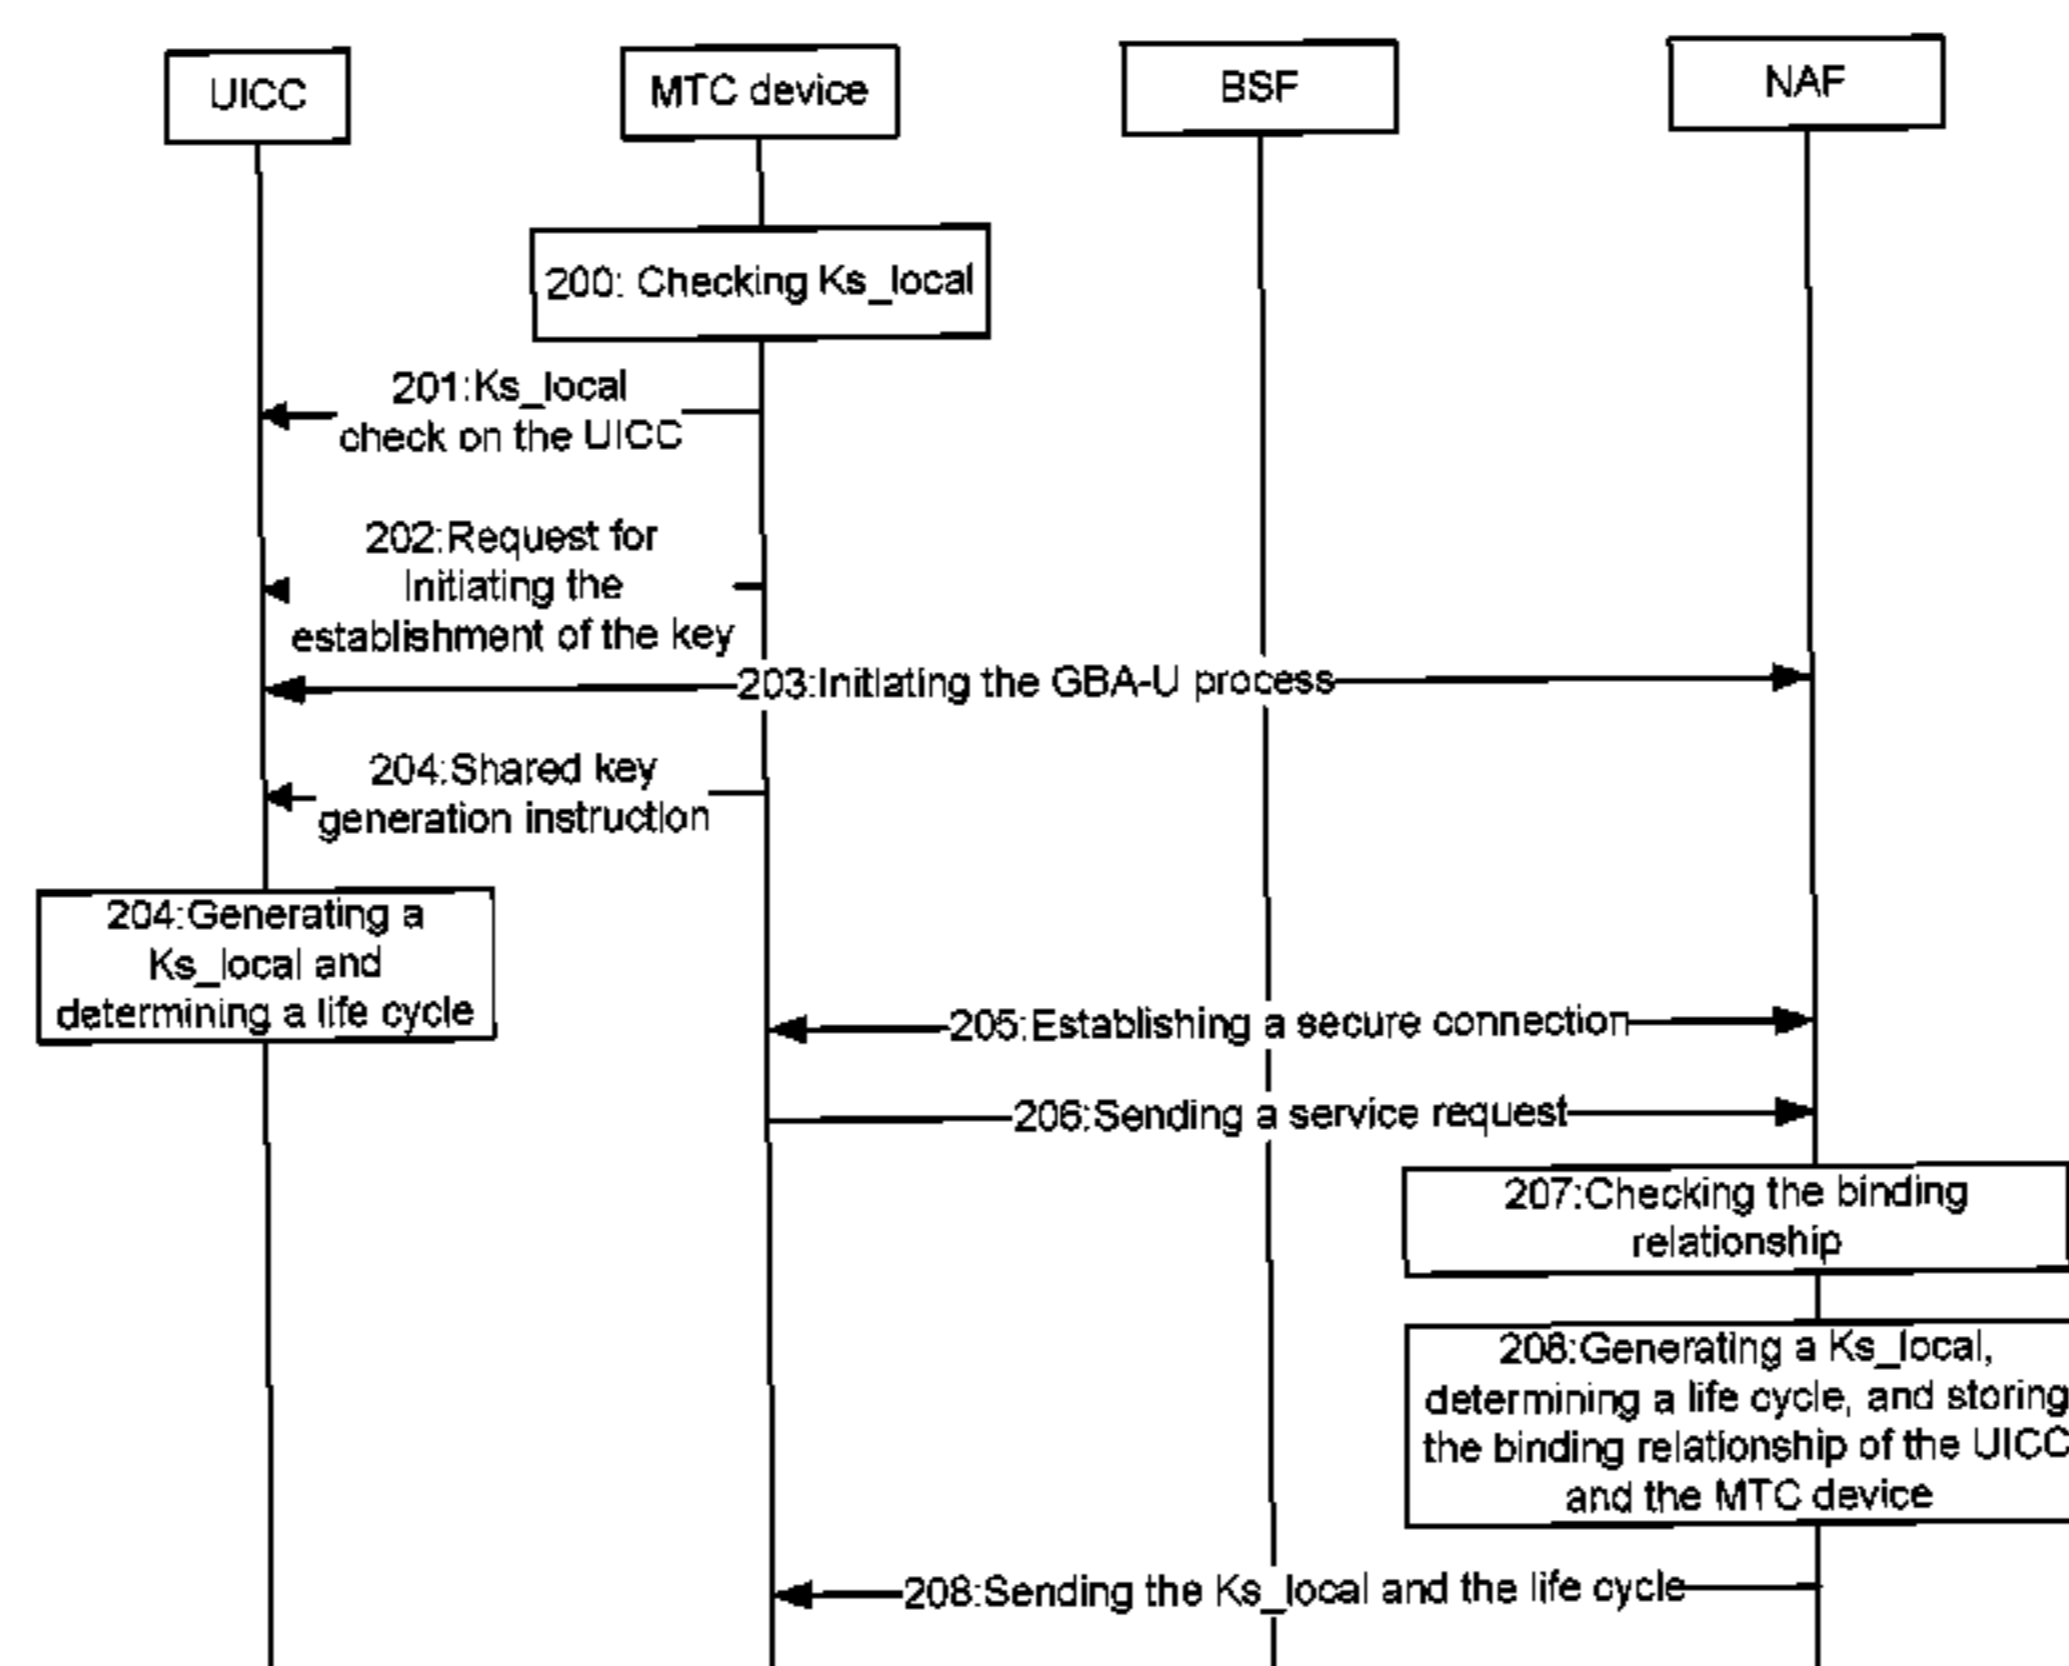 UICC
MTC device
BSF
NAF
200: Checking Ks_local
201:Ks_local
check on the UICC
202:Request for
Initiating the
establishment of the key
203:Initiating the GBA-U process
204:Shared key
generation instruction
204:Generating a
Ks_local and
determining a life cycle
205:Establishing a secure connection
206:Sending a service request
207:Checking the binding
relationship
208:Generating a Ks_local,
determining a life cycle, and storing
the binding relationship of the UICC
and the MTC device
208:Sending the Ks_local and the life cycle